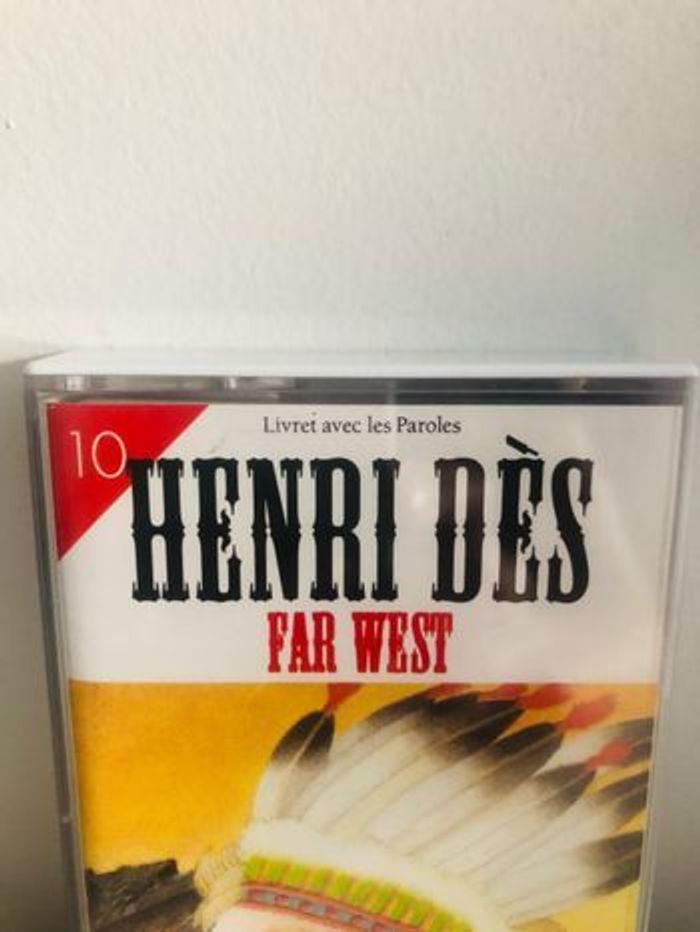 Livret avec les Paroles
10
HENRI DÈS
FAR WEST